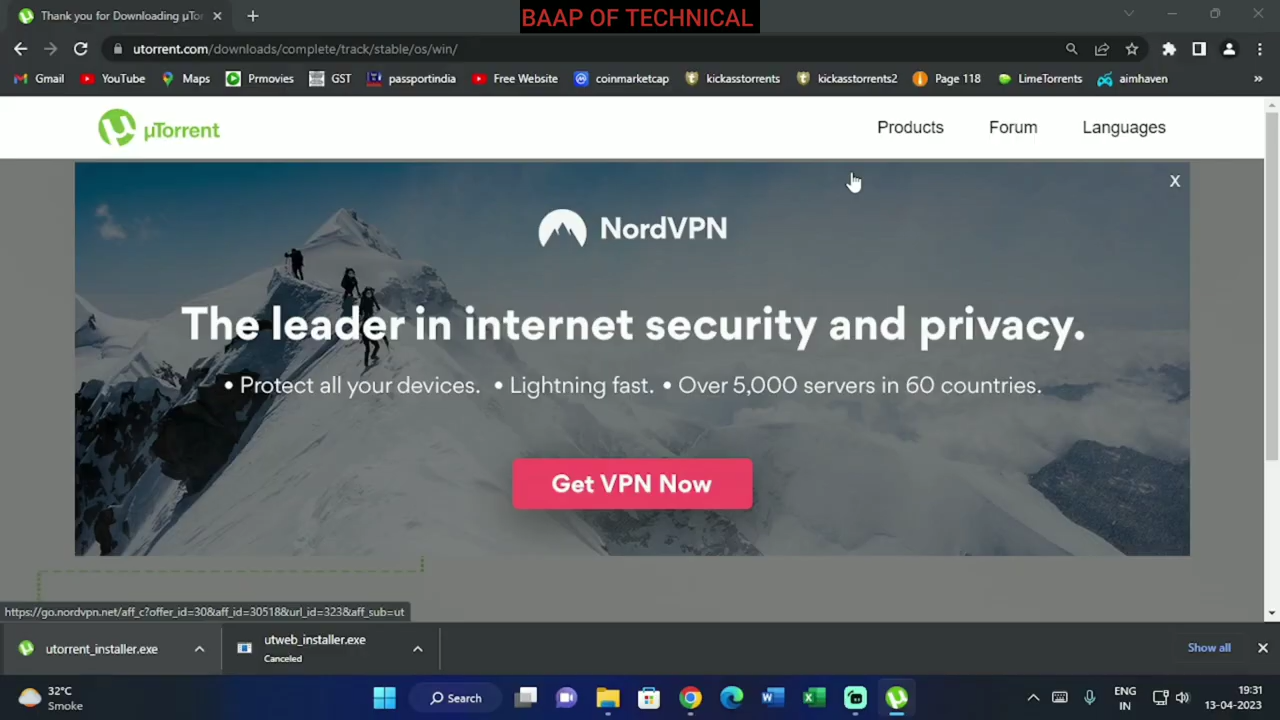 BAAP OF TECHNICAL
Thank you for Downloading µTor
utorrent.com/downloads/complete/track/stable/os/win/
Gmail YouTube Maps Prmovies GST passportindia Free Website coinmarketcap kickasstorrents kickasstorrents2 Page 118 LimeTorrents aimhaven »
µTorrent Products Forum Languages
X
NordVPN
The leader in internet security and privacy.
• Protect all your devices. • Lightning fast. • Over 5,000 servers in 60 countries.
Get VPN Now
https://go.nordvpn.net/aff_c?offer_id=30&aff_id=30518&url_id=323&aff_sub=ut
utorrent_installer.exe
utweb_installer.exe
Canceled
Show all
32°C
Smoke
Search
ENG
IN
19:31
13-04-2023